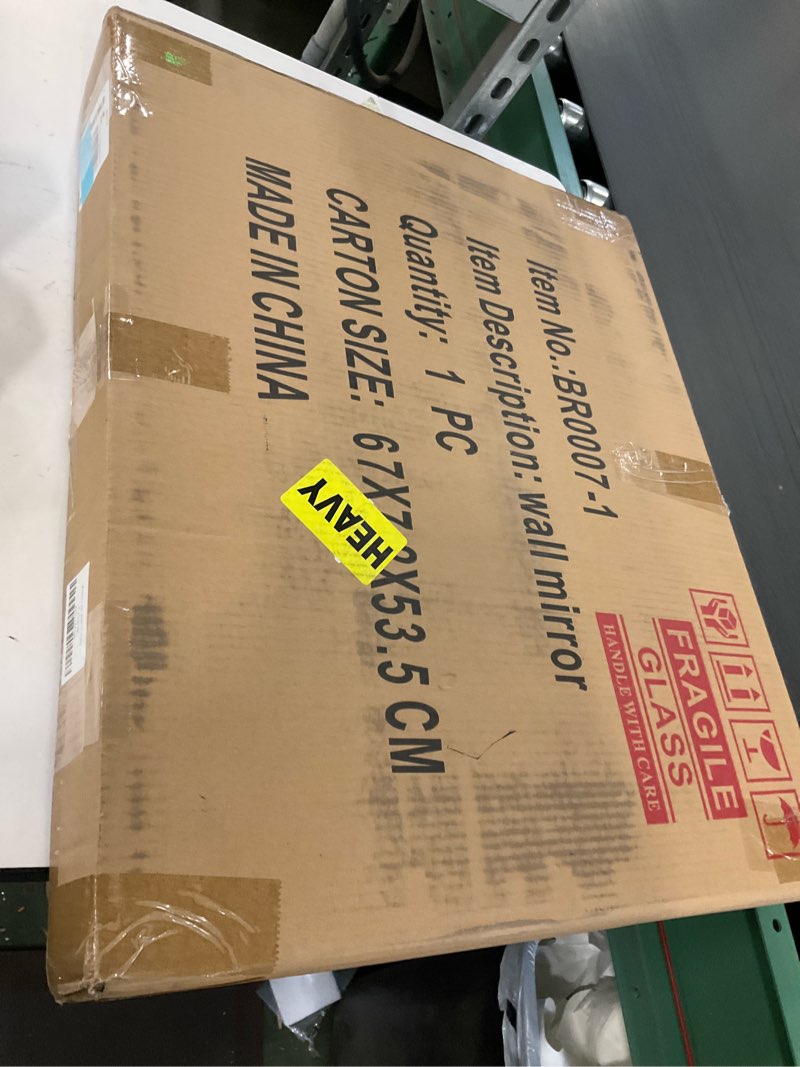 Item No.:BR0007-1
Item Description: wall mirror
Quantity: 1 PC
CARTON SIZE: 67X7. X53.5 CM
MADE IN CHINA
HEAVY
FRAGILE
GLASS
HANDLE WITH CARE